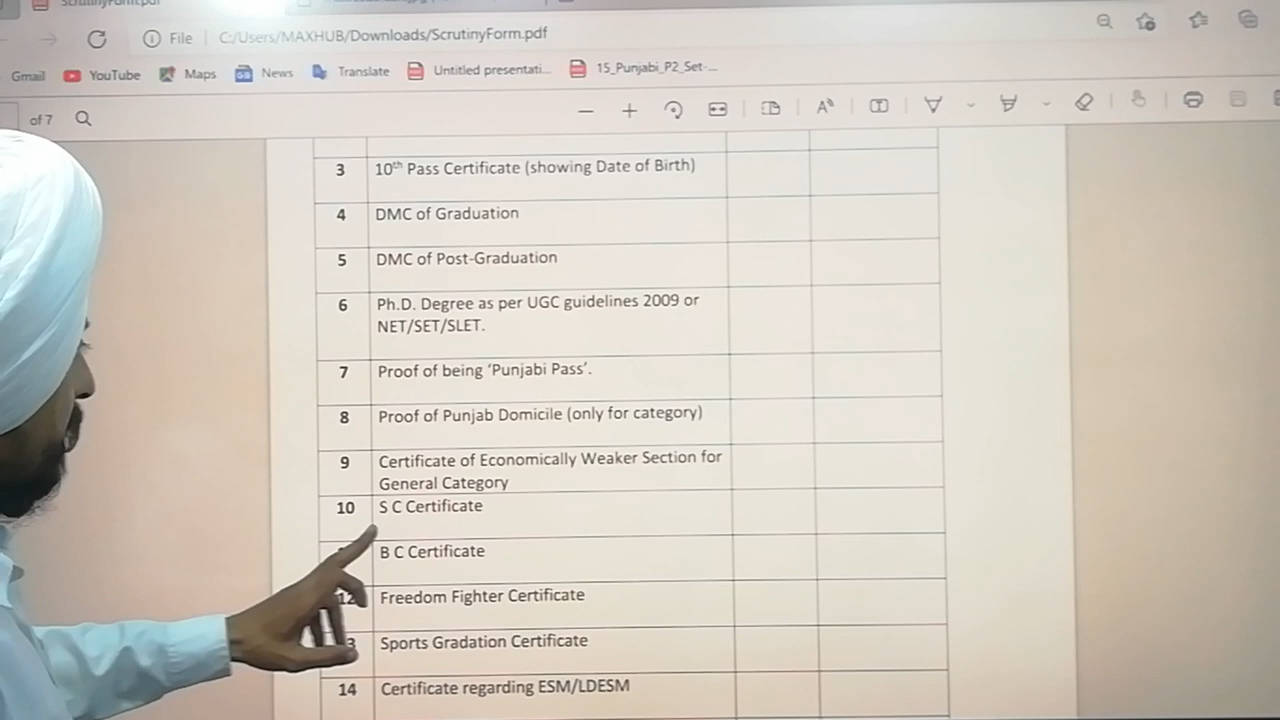 ScrutinyForm.pdf
File | C:/Users/MAXHUB/Downloads/ScrutinyForm.pdf
Gmail YouTube Maps News Translate Untitled presentati... 15_Punjabi_P2_Set-...
of 7
3 10th Pass Certificate (showing Date of Birth)
4 DMC of Graduation
5 DMC of Post-Graduation
6 Ph.D. Degree as per UGC guidelines 2009 or
NET/SET/SLET.
7 Proof of being ‘Punjabi Pass’.
8 Proof of Punjab Domicile (only for category)
9 Certificate of Economically Weaker Section for
General Category
10 S C Certificate
B C Certificate
12 Freedom Fighter Certificate
3 Sports Gradation Certificate
14 Certificate regarding ESM/LDESM